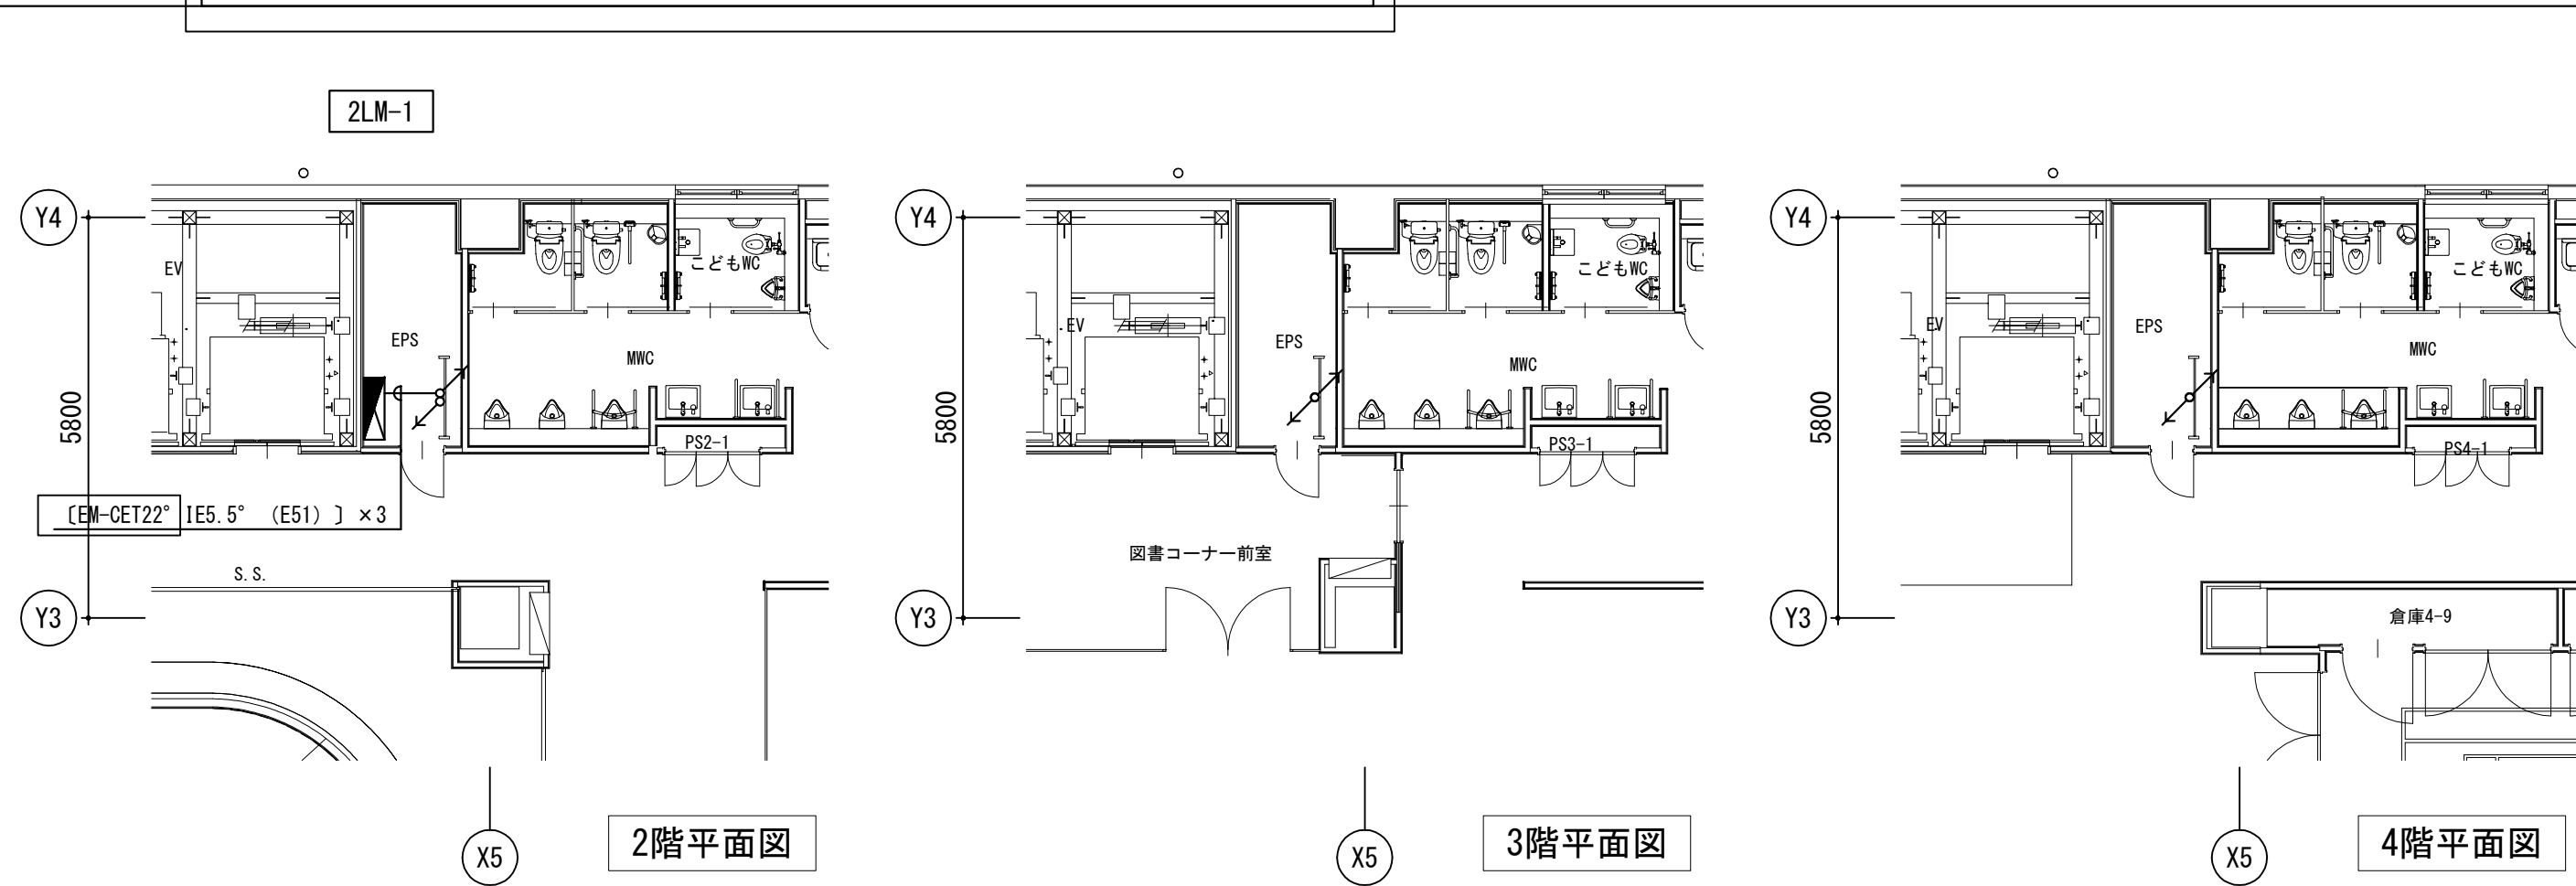 2LM-1
Y4
EV
こどもWC
EPS
MWC
5800
PS2-1
〔EM-CET22° IE5.5° (E51) 〕×3
S.S.
Y3
X5
2階平面図
Y4
EV
こどもWC
EPS
MWC
5800
PS3-1
図書コーナー前室
Y3
X5
3階平面図
Y4
EV
こどもWC
EPS
MWC
5800
PS4-1
Y3
倉庫4-9
X5
4階平面図